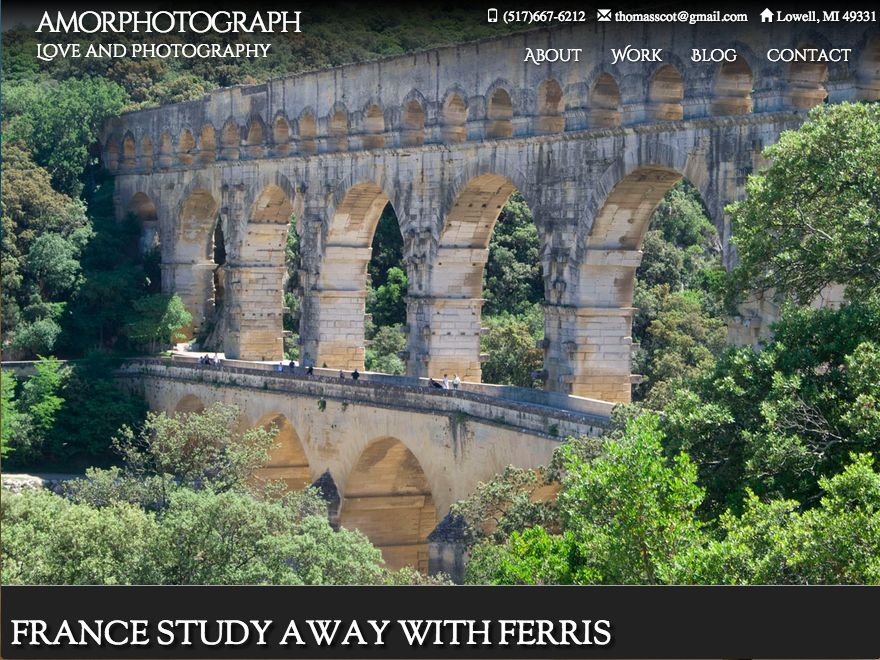 AMORPHOTOGRAPH
LOVE AND PHOTOGRAPHY
(517)667-6212 thomasscot@gmail.com Lowell, MI 49331
ABOUT WORK BLOG CONTACT
FRANCE STUDY AWAY WITH FERRIS